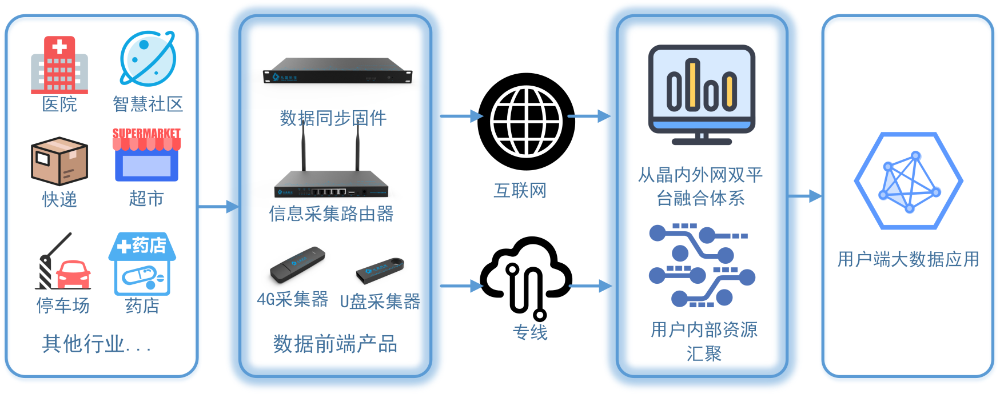 医院
智慧社区
SUPERMARKET
快递
超市
药店
停车场
药店
其他行业...
从晶科技
数据同步固件
信息采集路由器
4G采集器
U盘采集器
数据前端产品
互联网
专线
从晶内外网双平
台融合体系
用户内部资源
汇聚
用户端大数据应用